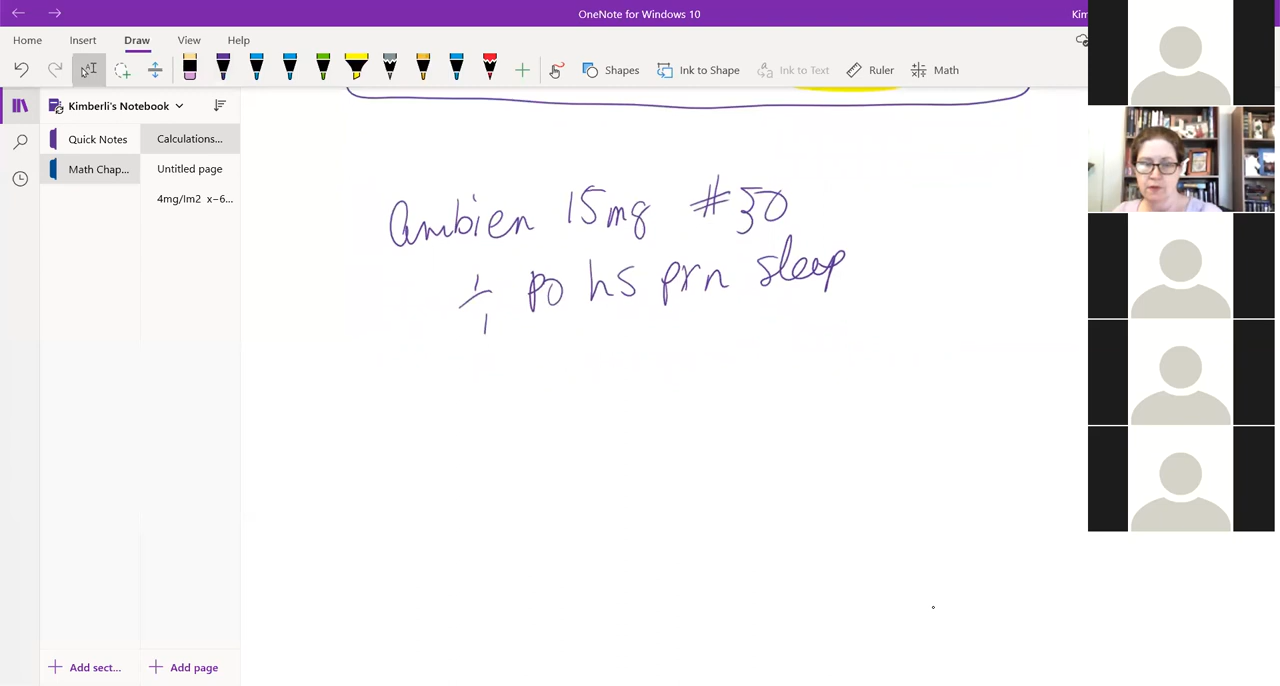 OneNote for Windows 10
Kim
Home Insert Draw View Help
Shapes Ink to Shape Ink to Text Ruler Math
Kimberli's Notebook
Quick Notes
Math Chap...
Calculations...
Untitled page
4mg/lm2 x-6...
Ambien 15mg #30
po hs prn sleep
Add sect...
Add page